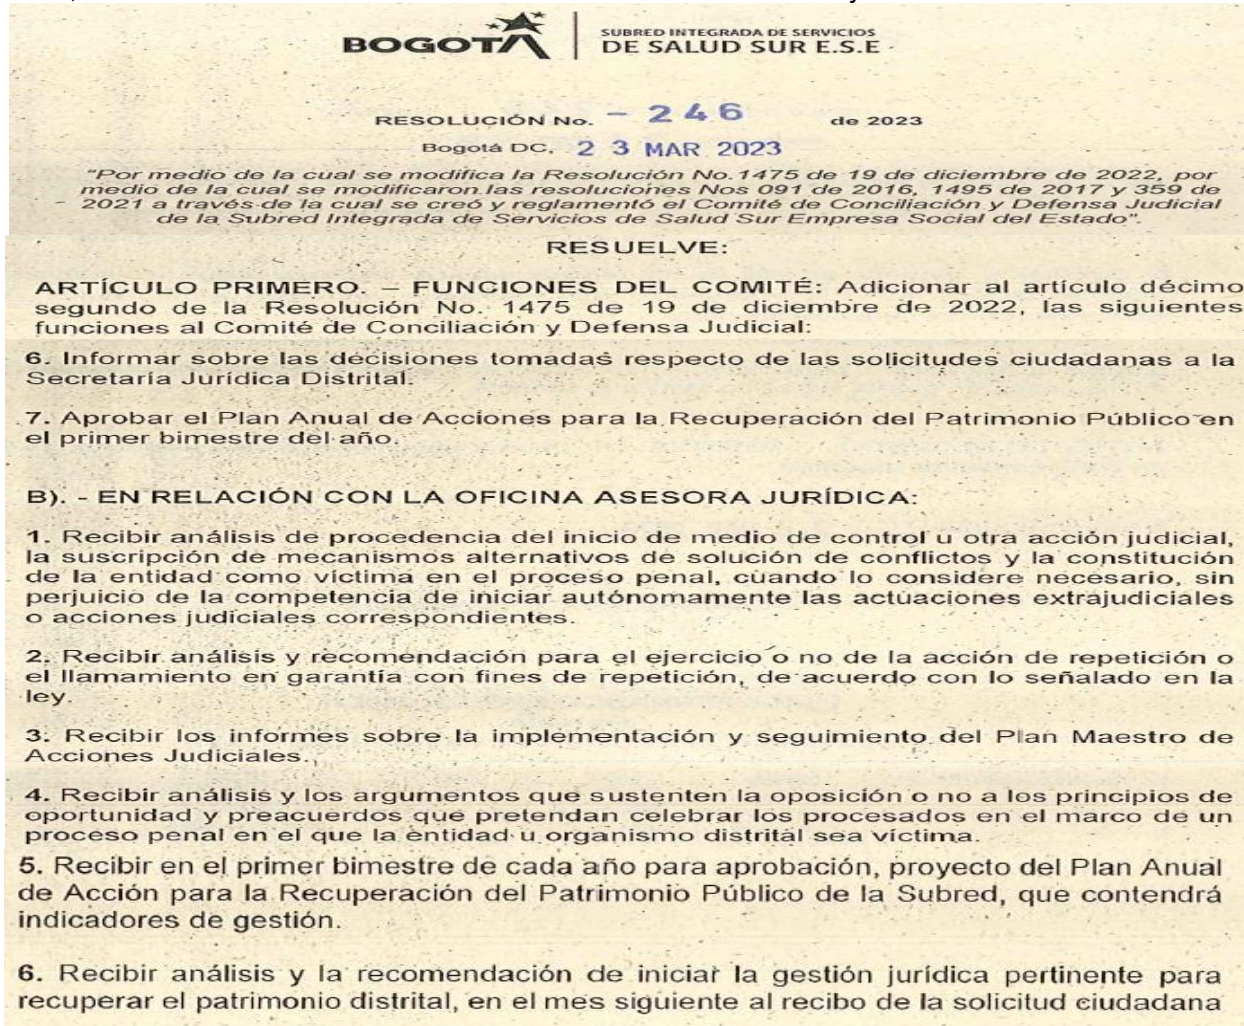 BOGOTÁ
SUBRED INTEGRADA DE SERVICIOS
DE SALUD SUR E.S.E
RESOLUCIÓN No. - 246 de 2023
Bogotá DC, 23 MAR 2023
"Por medio de la cual se modifica la Resolución No. 1475 de 19 de diciembre de 2022, por
medio de la cual se modificaron las resoluciones Nos 091 de 2016, 1495 de 2017 y 359 de
2021 a través de la cual se creó y reglamentó el Comité de Conciliación y Defensa Judicial
de la Subred Integrada de Servicios de Salud Sur Empresa Social del Estado".
RESUELVE:
ARTÍCULO PRIMERO. – FUNCIONES DEL COMITÉ: Adicionar al artículo décimo
segundo de la Resolución No. 1475 de 19 de diciembre de 2022, las siguientes
funciones al Comité de Conciliación y Defensa Judicial:
6. Informar sobre las decisiones tomadas respecto de las solicitudes ciudadanas a la
Secretaría Jurídica Distrital.
7. Aprobar el Plan Anual de Acciones para la Recuperación del Patrimonio Público en
el primer bimestre del año.
B). - EN RELACIÓN CON LA OFICINA ASESORA JURÍDICA:
1. Recibir análisis de procedencia del inicio de medio de control u otra acción judicial,
la suscripción de mecanismos alternativos de solución de conflictos y la constitución
de la entidad como víctima en el proceso penal, cuando lo considere necesario, sin
perjuicio de la competencia de iniciar autónomamente las actuaciones extrajudiciales
o acciones judiciales correspondientes.
2. Recibir análisis y recomendación para el ejercicio o no de la acción de repetición o
el llamamiento en garantía con fines de repetición, de acuerdo con lo señalado en la
ley.
3. Recibir los informes sobre la implementación y seguimiento del Plan Maestro de
Acciones Judiciales.
4. Recibir análisis y los argumentos que sustenten la oposición o no a los principios de
oportunidad y preacuerdos que pretendan celebrar los procesados en el marco de un
proceso penal en el que la entidad u organismo distrital sea víctima.
5. Recibir en el primer bimestre de cada año para aprobación, proyecto del Plan Anual
de Acción para la Recuperación del Patrimonio Público de la Subred, que contendrá
indicadores de gestión.
6. Recibir análisis y la recomendación de iniciar la gestión jurídica pertinente para
recuperar el patrimonio distrital, en el mes siguiente al recibo de la solicitud ciudadana